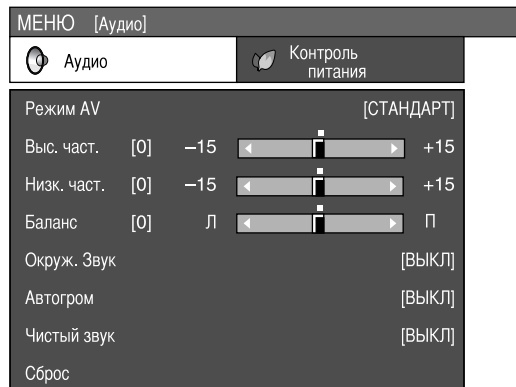 МЕНЮ [Аудио]
Аудио
Контроль
питания
Режим AV [СТАНДАРТ]
Выс. част. [0] –15 +15
Низк. част. [0] –15 +15
Баланс [0] Л П
Окруж. Звук [ВЫКЛ]
Автогром [ВЫКЛ]
Чистый звук [ВЫКЛ]
Сброс